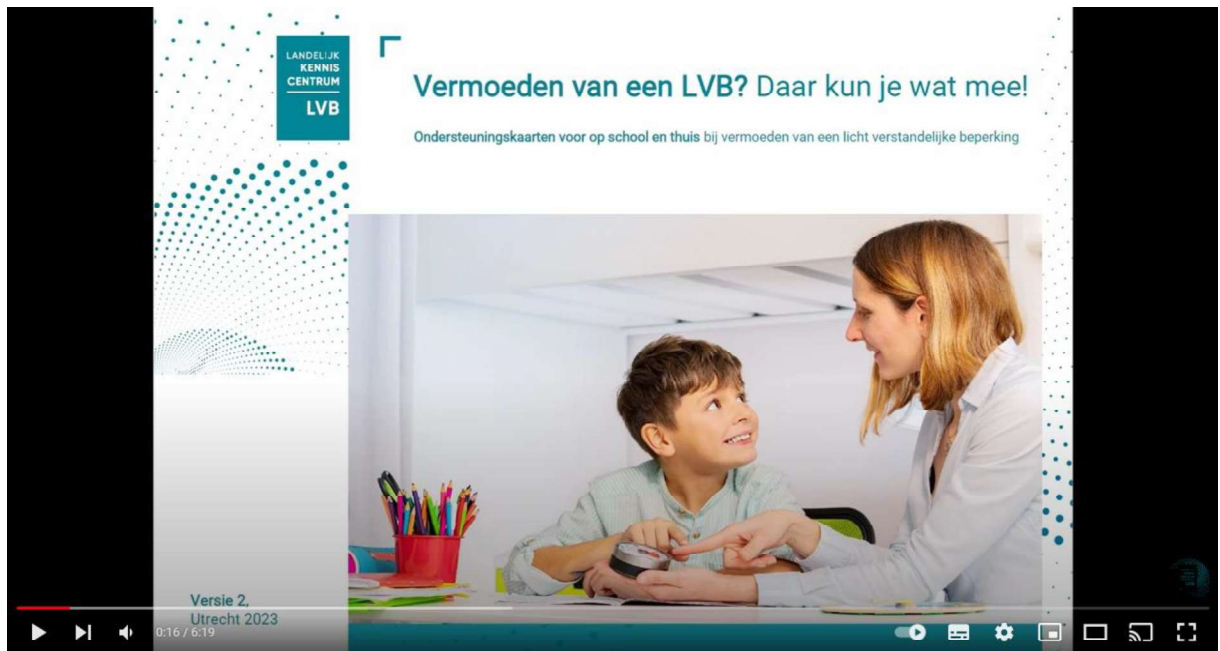 LANDELIJK
KENNIS
CENTRUM
LVB
Vermoeden van een LVB? Daar kun je wat mee!
Ondersteuningskaarten voor op school en thuis bij vermoeden van een licht verstandelijke beperking
Versie 2,
Utrecht 2023
0:16 / 6:19